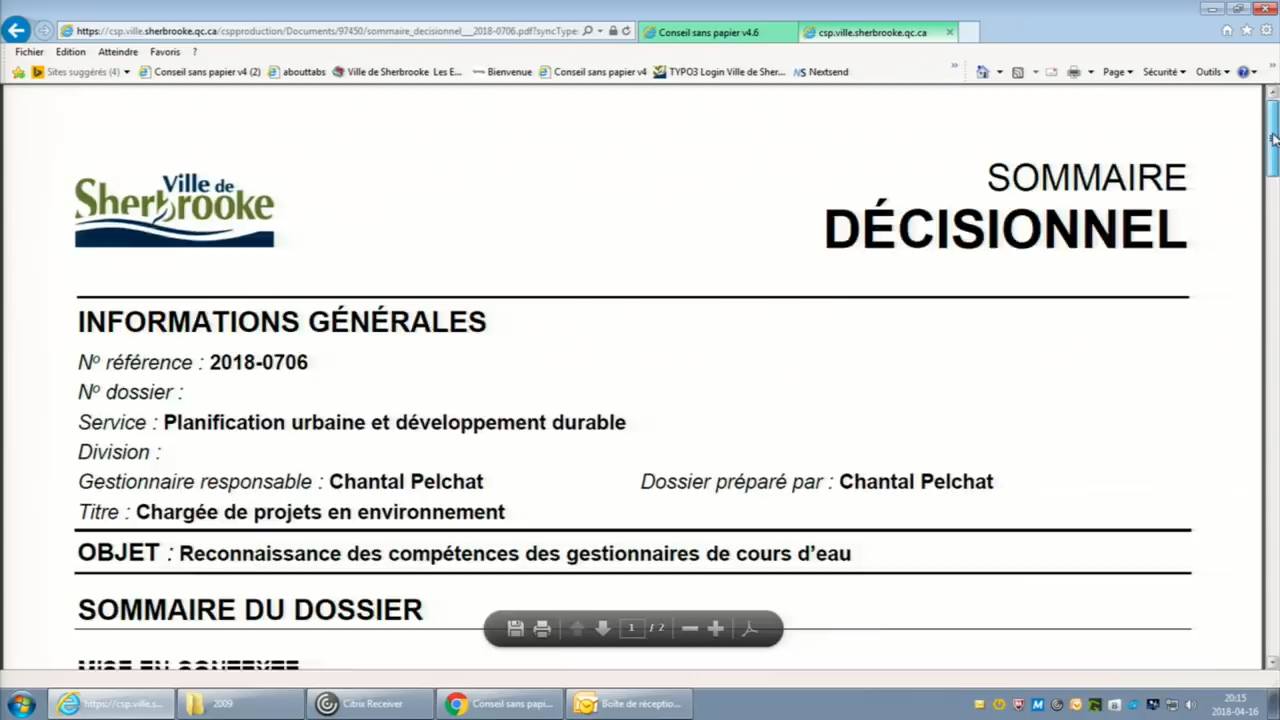 https://csp.ville.sherbrooke.qc.ca/cspproduction/Documents/97450/sommaire_decisionnel__2018-0706.pdf?syncType
Conseil sans papier v4.6
csp.ville.sherbrooke.qc.ca
Fichier Edition Atteindre Favoris ?
Sites suggérés (4) Conseil sans papier v4 (2) abouttabs Ville de Sherbrooke Les E... Bienvenue Conseil sans papier v4 TYPO3 Login Ville de Sher... Nextsend Page Sécurité Outils
Ville de
Sherbrooke
SOMMAIRE
DÉCISIONNEL
INFORMATIONS GÉNÉRALES
Nº référence : 2018-0706
Nº dossier :
Service : Planification urbaine et développement durable
Division :
Gestionnaire responsable : Chantal Pelchat Dossier préparé par : Chantal Pelchat
Titre : Chargée de projets en environnement
OBJET : Reconnaissance des compétences des gestionnaires de cours d'eau
SOMMAIRE DU DOSSIER
1 / 2
MISE EN CONTEXTE
https://csp.ville.s... 2009 Citrix Receiver Conseil sans papi... Boîte de réceptio...
20:15
2018-04-16